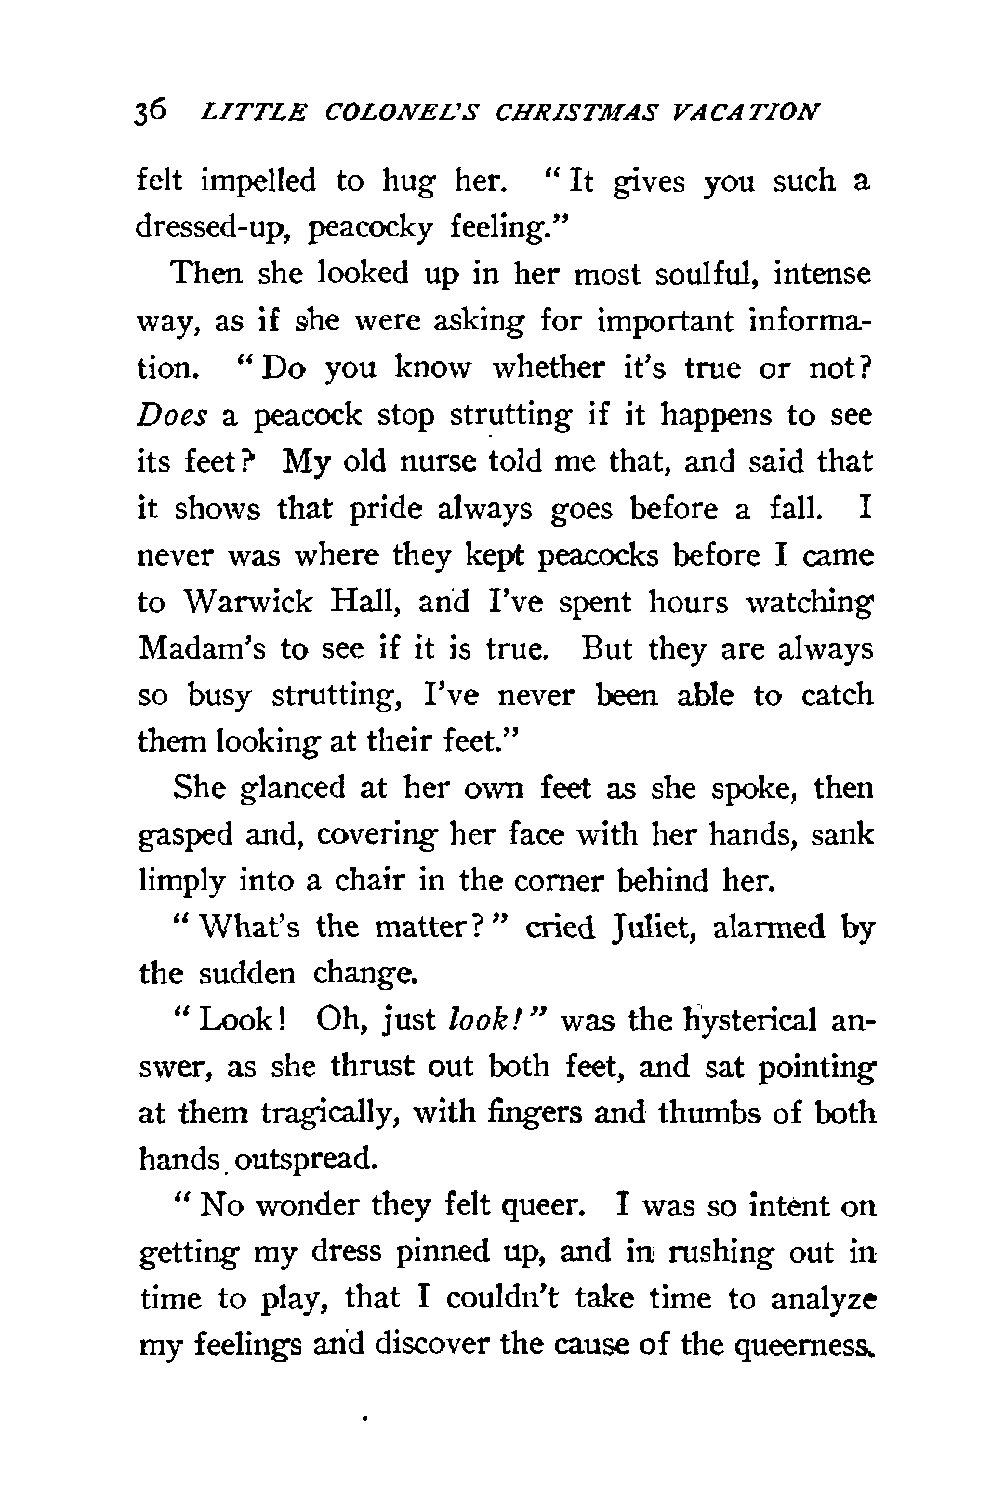 36 LITTLE COLONEL'S CHRISTMAS VACATION
felt impelled to hug her. " It gives you such a
dressed-up, peacocky feeling."
Then she looked up in her most soulful, intense
way, as if she were asking for important informa-
tion. " Do you know whether it's true or not?
Does a peacock stop strutting if it happens to see
its feet? My old nurse told me that, and said that
it shows that pride always goes before a fall. I
never was where they kept peacocks before I came
to Warwick Hall, and I've spent hours watching
Madam's to see if it is true. But they are always
so busy strutting, I've never been able to catch
them looking at their feet."
She glanced at her own feet as she spoke, then
gasped and, covering her face with her hands, sank
limply into a chair in the corner behind her.
" What's the matter? " cried Juliet, alarmed by
the sudden change.
" Look! Oh, just look! " was the hysterical an-
swer, as she thrust out both feet, and sat pointing
at them tragically, with fingers and thumbs of both
hands outspread.
" No wonder they felt queer. I was so intent on
getting my dress pinned up, and in rushing out in
time to play, that I couldn't take time to analyze
my feelings and discover the cause of the queerness.